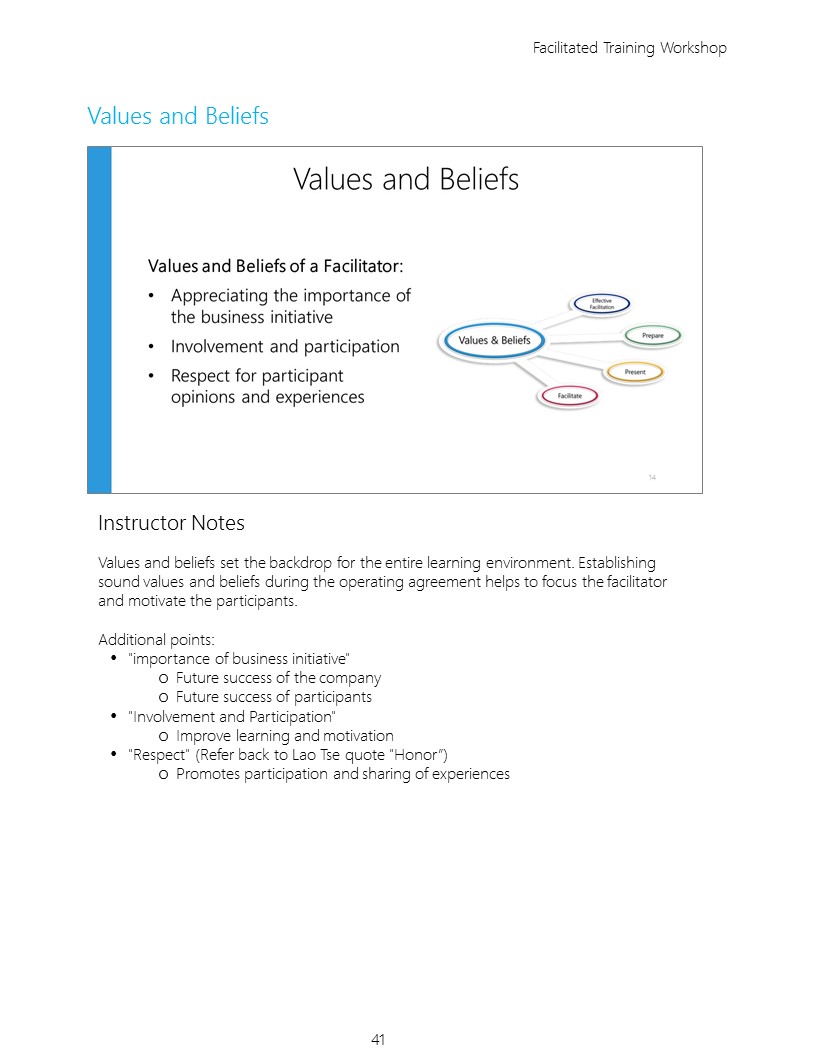 Facilitated Training Workshop
Values and Beliefs
Values and Beliefs
Values and Beliefs of a Facilitator:
• Appreciating the importance of
the business initiative
• Involvement and participation
• Respect for participant
opinions and experiences
Values & Beliefs
Effective
Facilitation
Prepare
Present
Facilitate
14
Instructor Notes
Values and beliefs set the backdrop for the entire learning environment. Establishing
sound values and beliefs during the operating agreement helps to focus the facilitator
and motivate the participants.
Additional points:
• "importance of business initiative"
o Future success of the company
o Future success of participants
• "Involvement and Participation"
o Improve learning and motivation
• "Respect" (Refer back to Lao Tse quote "Honor”)
o Promotes participation and sharing of experiences
41